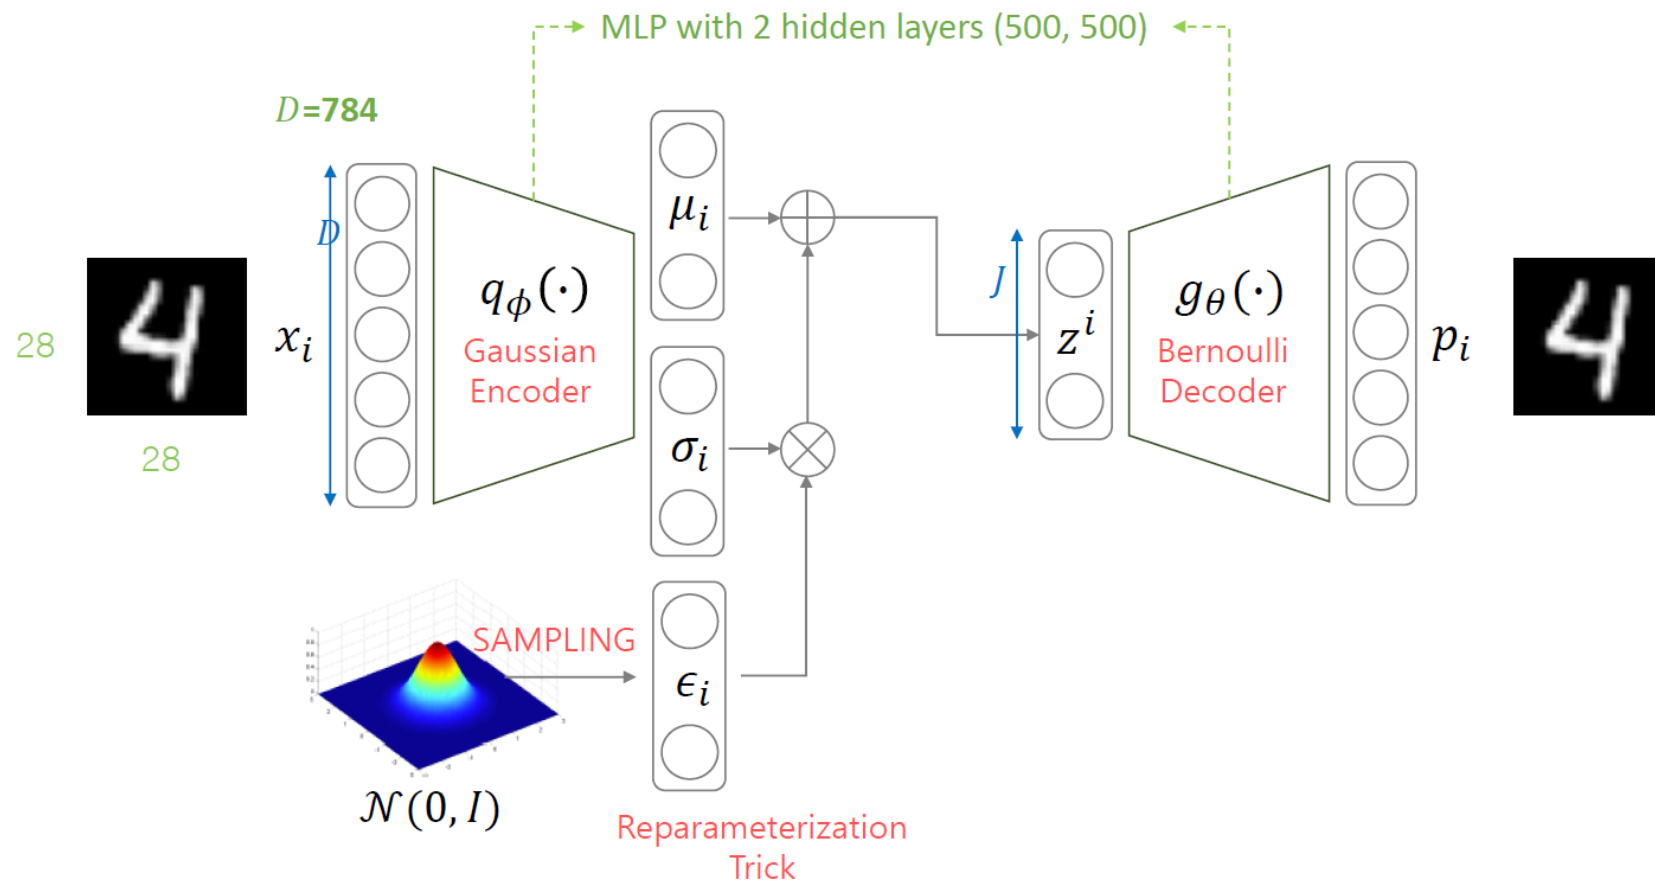 MLP with 2 hidden layers (500, 500)
D=784
D
28
28
x_i
q_ϕ(·)
Gaussian
Encoder
μ_i
σ_i
SAMPLING
ϵ_i
𝒩(0, I)
Reparameterization
Trick
J
z^i
g_θ(·)
Bernoulli
Decoder
p_i